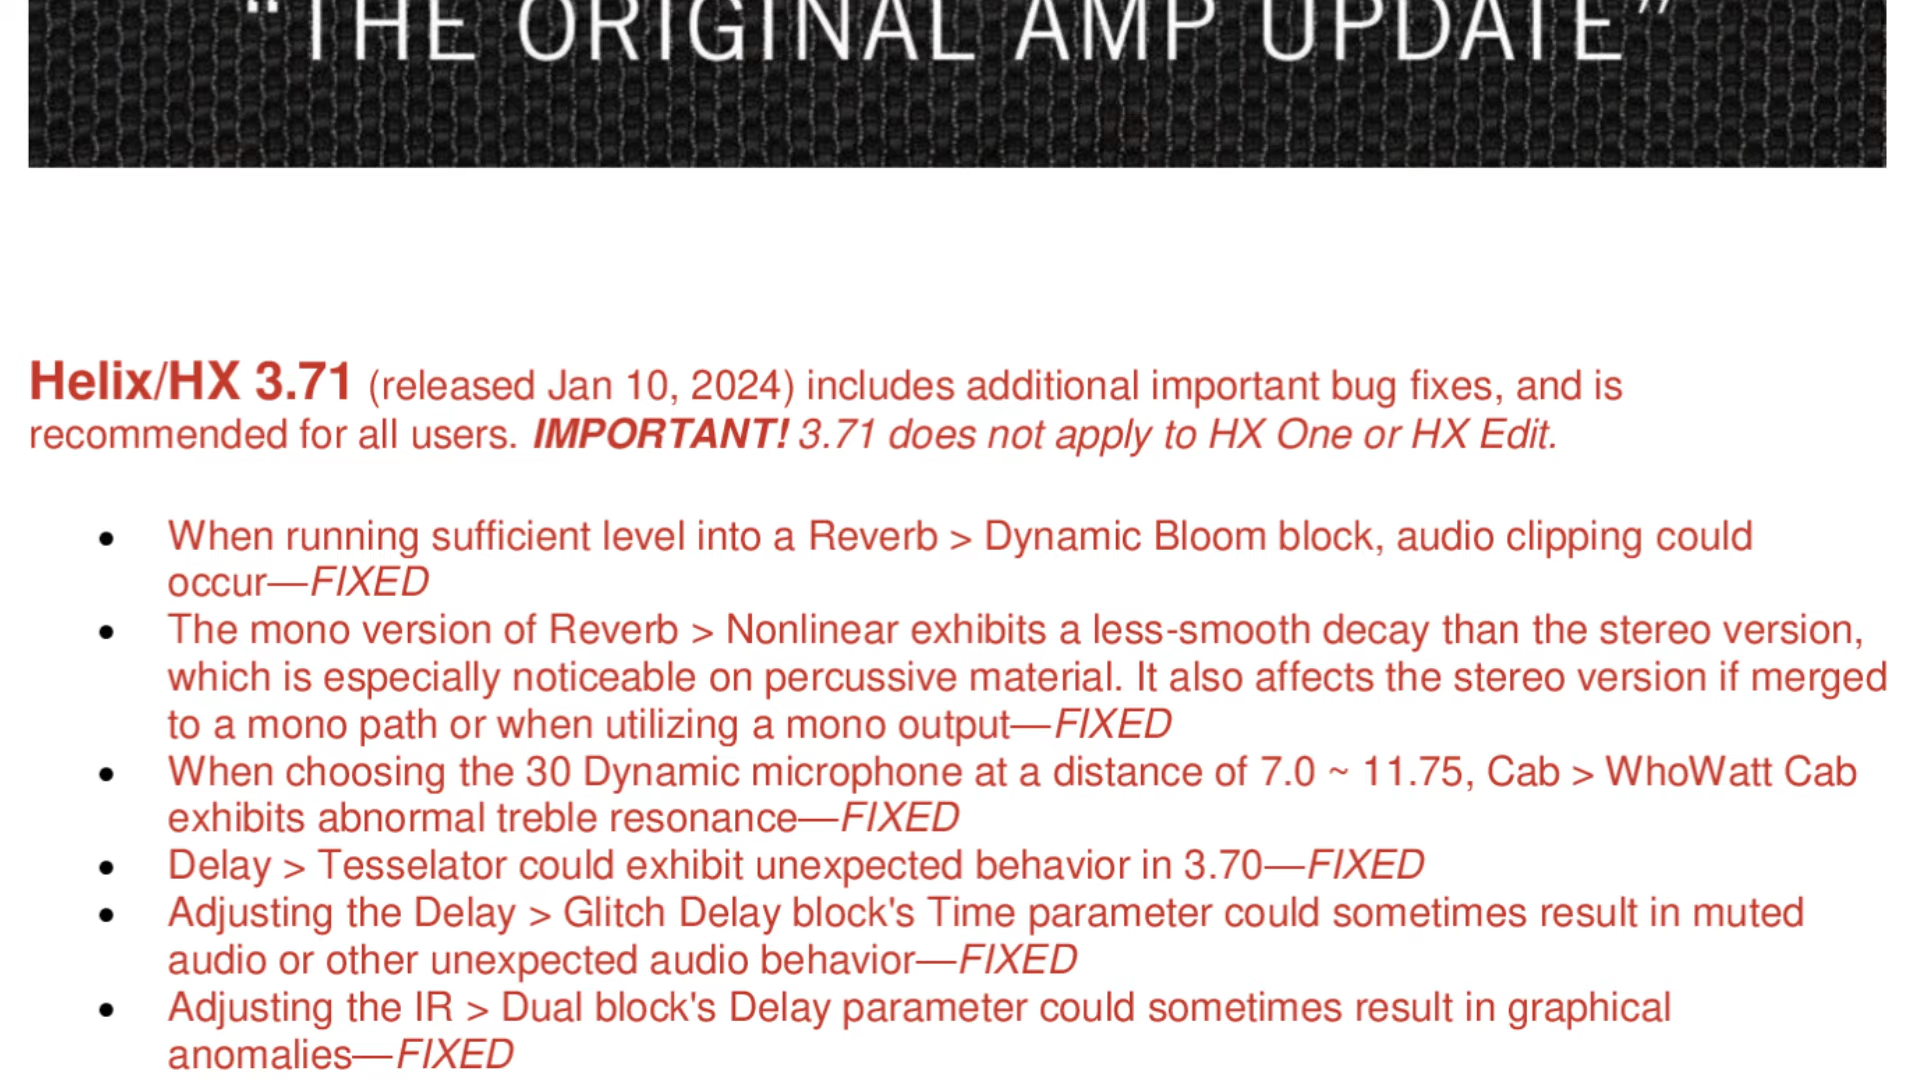 “THE ORIGINAL AMP UPDATE”
Helix/HX 3.71 (released Jan 10, 2024) includes additional important bug fixes, and is
recommended for all users. IMPORTANT! 3.71 does not apply to HX One or HX Edit.
• When running sufficient level into a Reverb > Dynamic Bloom block, audio clipping could
occur—FIXED
• The mono version of Reverb > Nonlinear exhibits a less-smooth decay than the stereo version,
which is especially noticeable on percussive material. It also affects the stereo version if merged
to a mono path or when utilizing a mono output—FIXED
• When choosing the 30 Dynamic microphone at a distance of 7.0 ~ 11.75, Cab > WhoWatt Cab
exhibits abnormal treble resonance—FIXED
• Delay > Tesselator could exhibit unexpected behavior in 3.70—FIXED
• Adjusting the Delay > Glitch Delay block's Time parameter could sometimes result in muted
audio or other unexpected audio behavior—FIXED
• Adjusting the IR > Dual block's Delay parameter could sometimes result in graphical
anomalies—FIXED